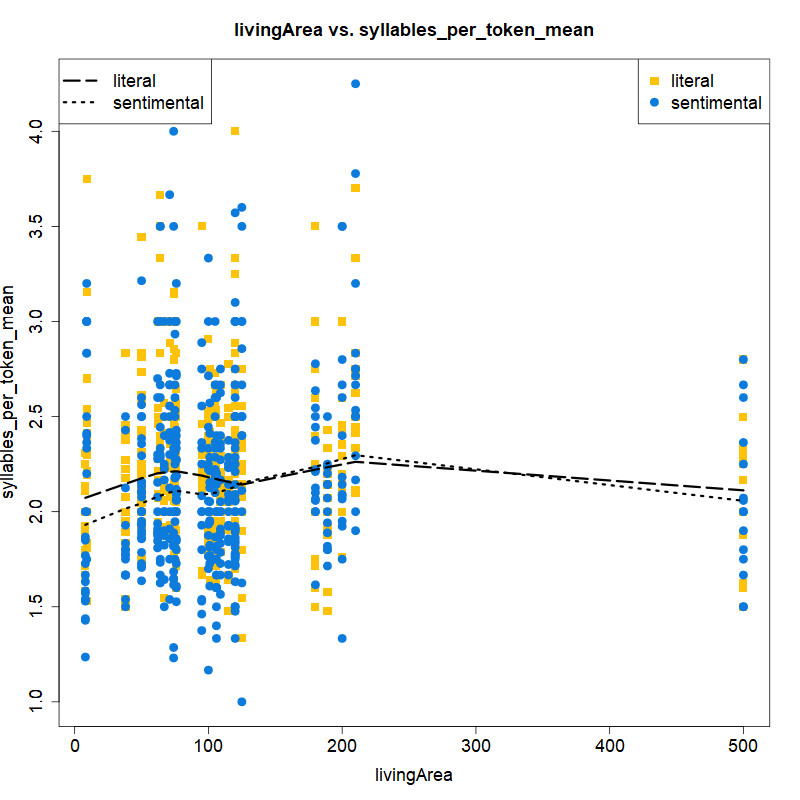 livingArea vs. syllables_per_token_mean
literal
sentimental
literal
sentimental
syllables_per_token_mean
4.0
3.5
3.0
2.5
2.0
1.5
1.0
0 100 200 300 400 500
livingArea